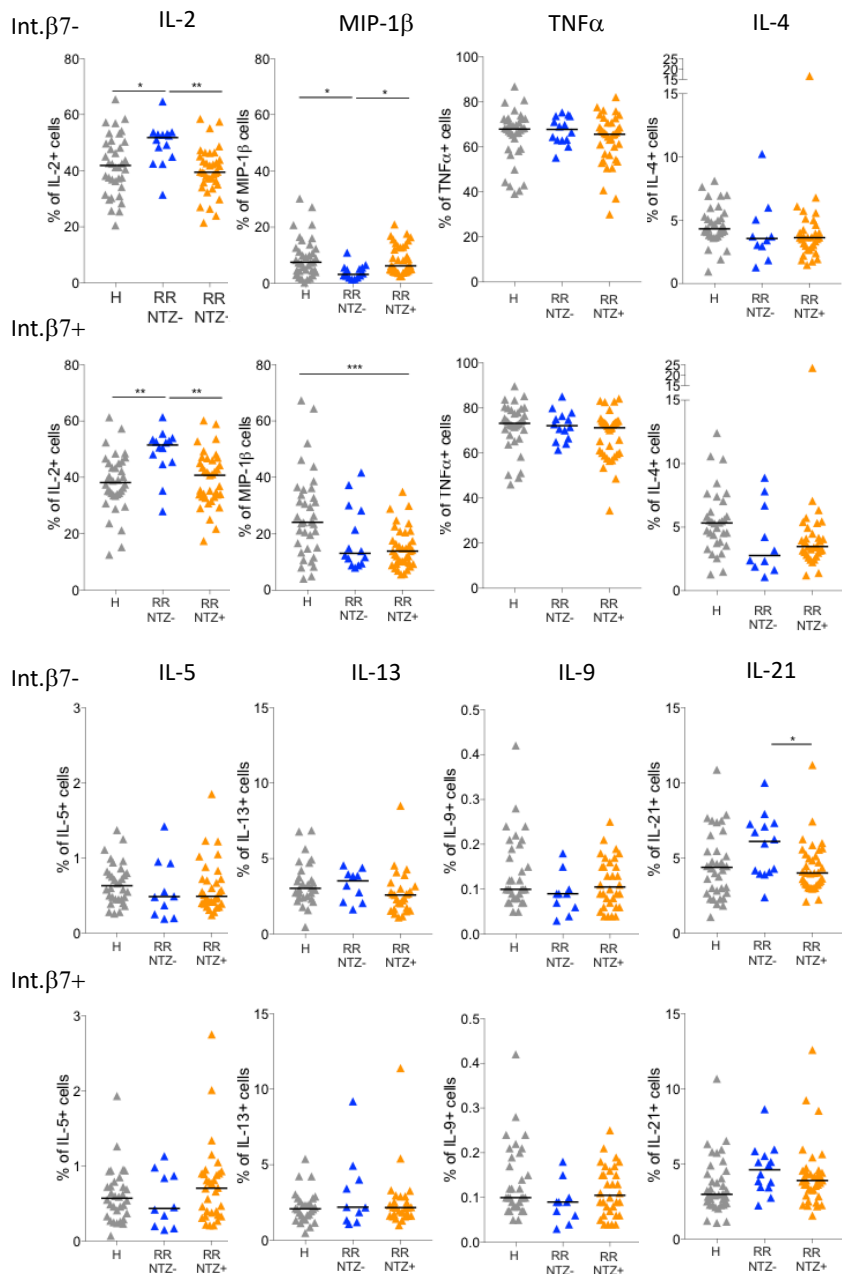 Int.β7- IL-2 MIP-1β TNFα IL-4
% of IL-2+ cells
80
60
40
20
0
* **
H RR RR
NTZ- NTZ-
% of MIP-1β cells
80
60
40
20
0
* *
H RR RR
NTZ- NTZ+
% of TNFα+ cells
100
80
60
40
20
0
H RR RR
NTZ- NTZ+
% of IL-4+ cells
25
20
15
15
10
5
0
H RR RR
NTZ- NTZ+
Int.β7+
% of IL-2+ cells
80
60
40
20
0
** **
H RR RR
NTZ- NTZ+
% of MIP-1β cells
80
60
40
20
0
***
H RR RR
NTZ- NTZ+
% of TNFα+ cells
100
80
60
40
20
0
H RR RR
NTZ- NTZ+
% of IL-4+ cells
25
20
15
15
10
5
0
H RR RR
NTZ- NTZ+
Int.β7- IL-5 IL-13 IL-9 IL-21
% of IL-5+ cells
3
2
1
0
H RR RR
NTZ- NTZ+
% of IL-13+ cells
15
10
5
0
H RR RR
NTZ- NTZ+
% of IL-9+ cells
0.5
0.4
0.3
0.2
0.1
0.0
H RR RR
NTZ- NTZ+
% of IL-21+ cells
15
10
5
0
*
H RR RR
NTZ- NTZ+
Int.β7+
% of IL-5+ cells
3
2
1
0
H RR RR
NTZ- NTZ+
% of IL-13+ cells
15
10
5
0
H RR RR
NTZ- NTZ+
% of IL-9+ cells
0.5
0.4
0.3
0.2
0.1
0.0
H RR RR
NTZ- NTZ+
% of IL-21+ cells
15
10
5
0
H RR RR
NTZ- NTZ+